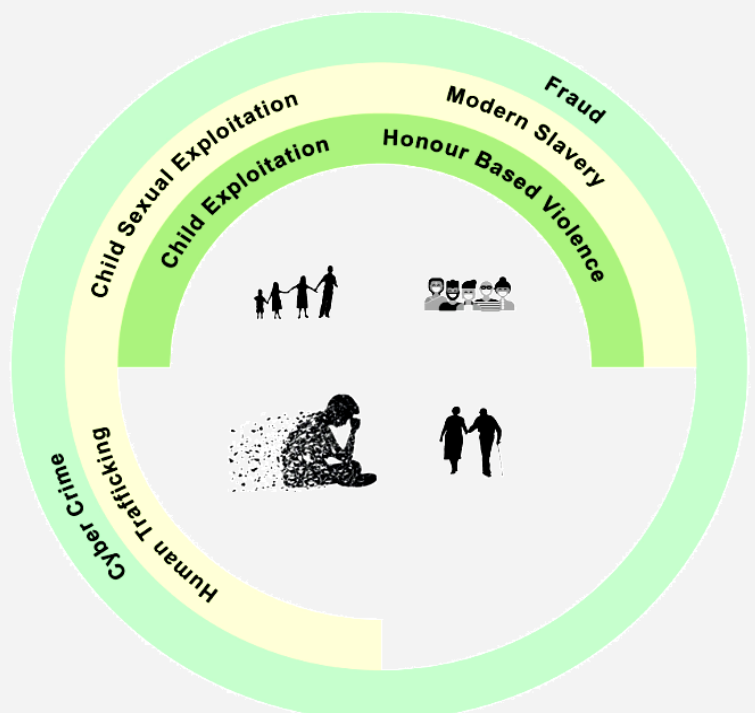 Fraud
Modern Slavery
Child Sexual Exploitation
Honour Based Violence
Child Exploitation
Human Trafficking
Cyber Crime